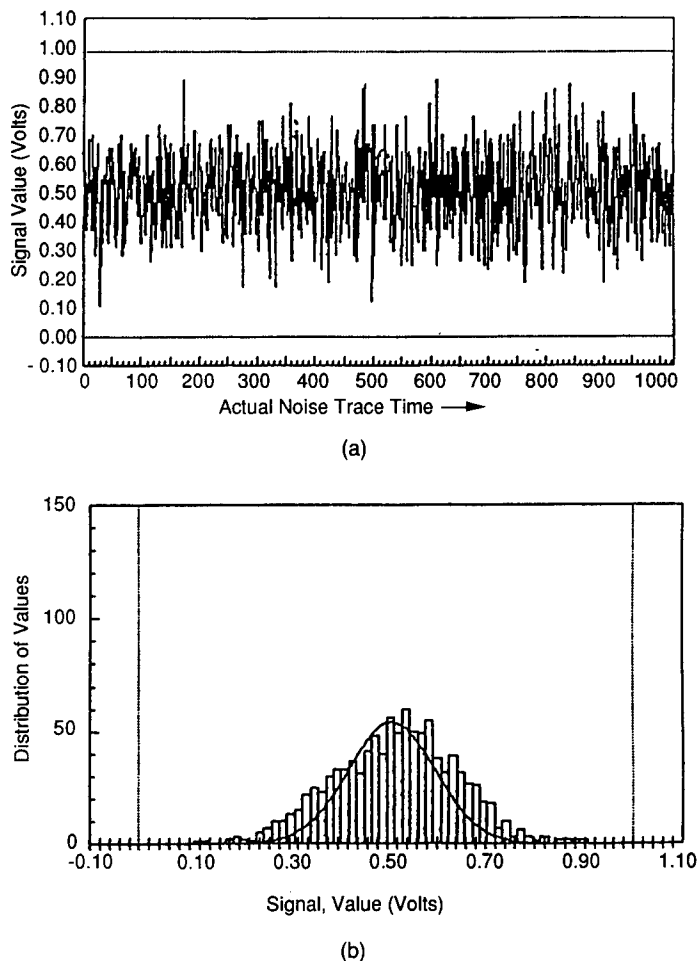 1.10
1.00
0.90
0.80
0.70
0.60
0.50
0.40
0.30
0.20
0.10
0.00
- 0.10
Signal Value (Volts)
0 100 200 300 400 500 600 700 800 900 1000
Actual Noise Trace Time
(a)
150
100
50
0
Distribution of Values
-0.10 0.10 0.30 0.50 0.70 0.90 1.10
Signal, Value (Volts)
(b)